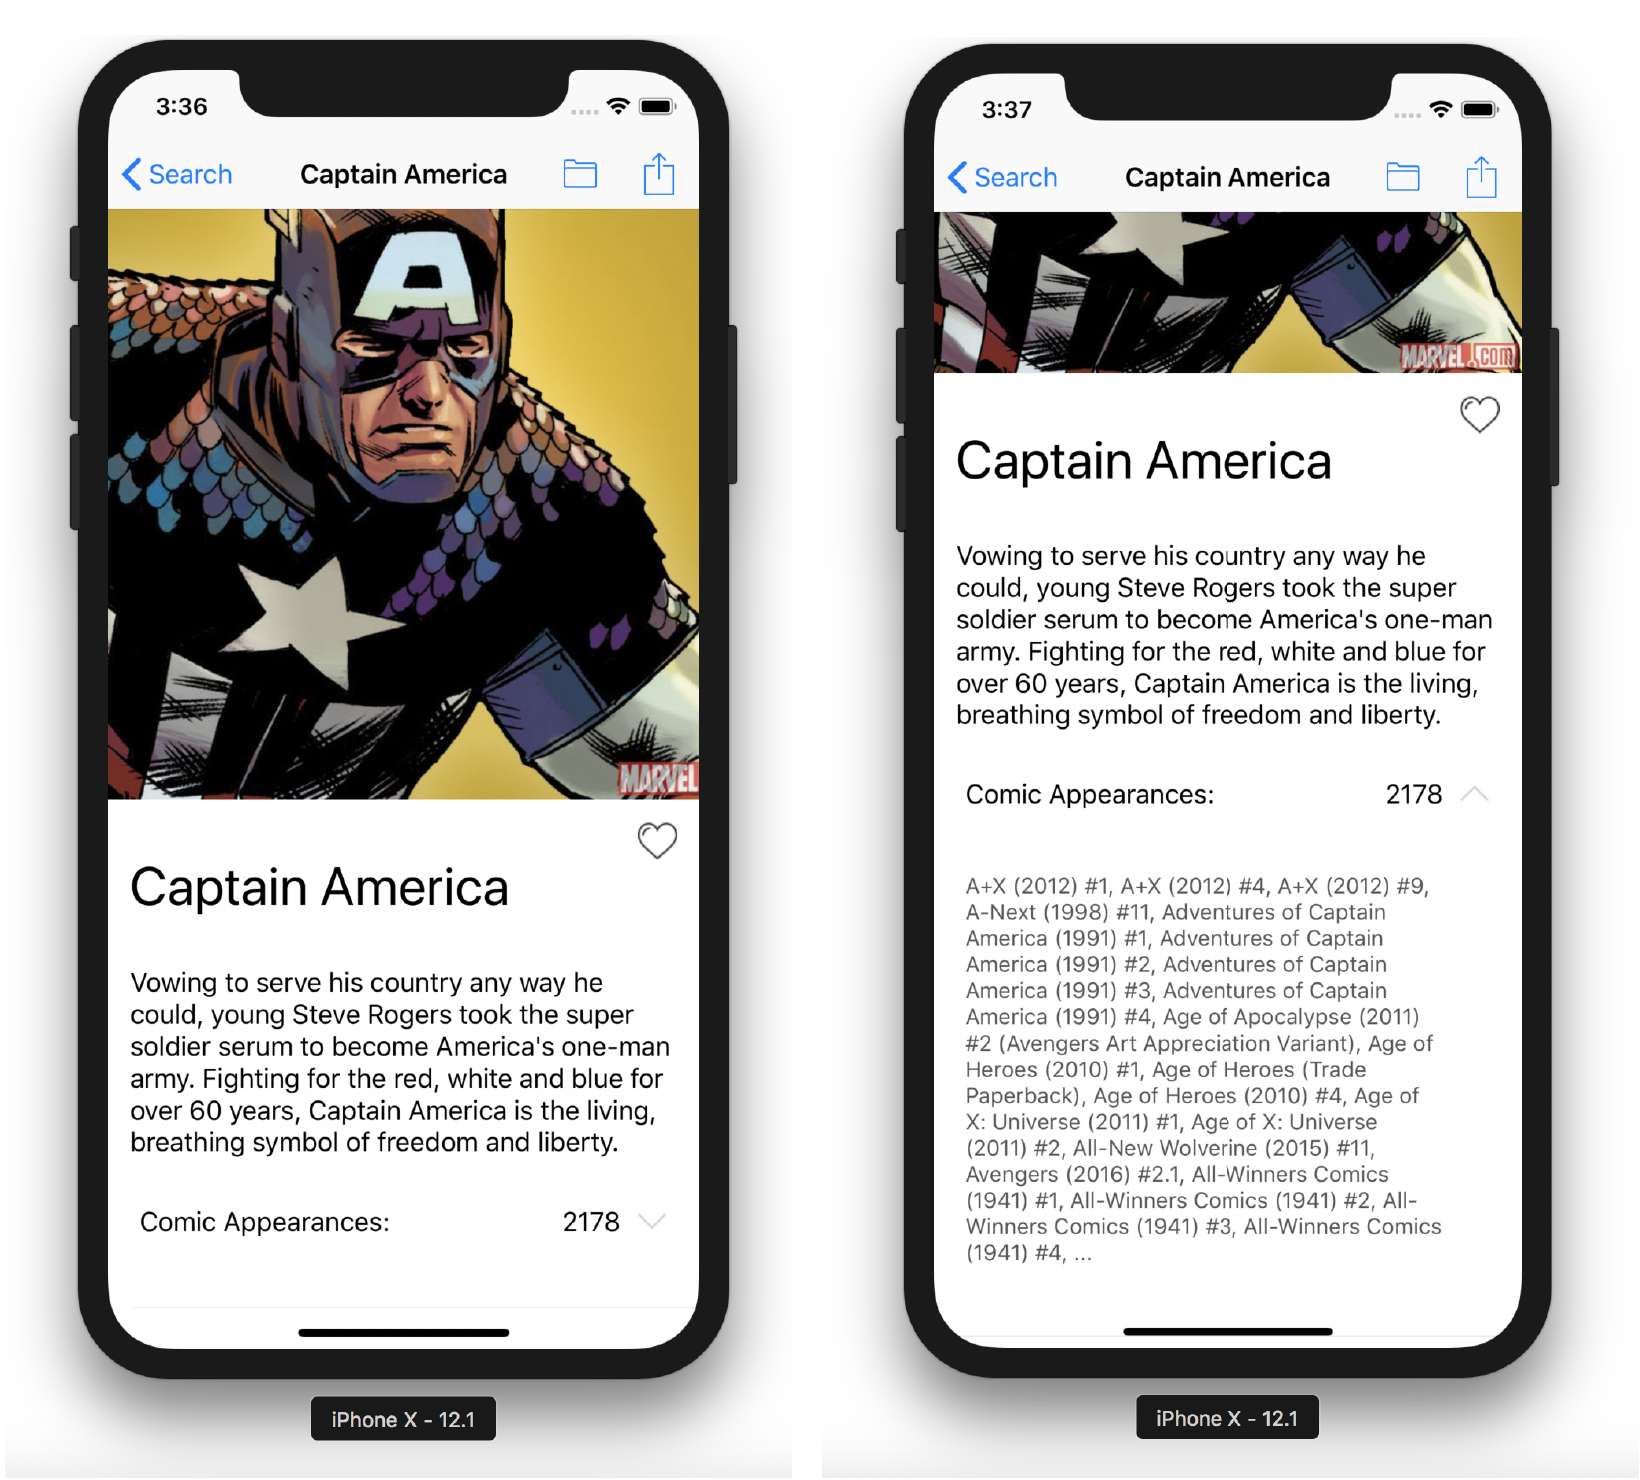 3:36
Search
Captain America
A
MARVEL
Captain America
Vowing to serve his country any way he
could, young Steve Rogers took the super
soldier serum to become America's one-man
army. Fighting for the red, white and blue for
over 60 years, Captain America is the living,
breathing symbol of freedom and liberty.
Comic Appearances: 2178
iPhone X - 12.1
3:37
Search
Captain America
MARVEL.com
Captain America
Vowing to serve his country any way he
could, young Steve Rogers took the super
soldier serum to become America's one-man
army. Fighting for the red, white and blue for
over 60 years, Captain America is the living,
breathing symbol of freedom and liberty.
Comic Appearances: 2178
A+X (2012) #1, A+X (2012) #4, A+X (2012) #9,
A-Next (1998) #11, Adventures of Captain
America (1991) #1, Adventures of Captain
America (1991) #2, Adventures of Captain
America (1991) #3, Adventures of Captain
America (1991) #4, Age of Apocalypse (2011)
#2 (Avengers Art Appreciation Variant), Age of
Heroes (2010) #1, Age of Heroes (Trade
Paperback), Age of Heroes (2010) #4, Age of
X: Universe (2011) #1, Age of X: Universe
(2011) #2, All-New Wolverine (2015) #11,
Avengers (2016) #2.1, All-Winners Comics
(1941) #1, All-Winners Comics (1941) #2, All-
Winners Comics (1941) #3, All-Winners Comics
(1941) #4, ...
iPhone X - 12.1